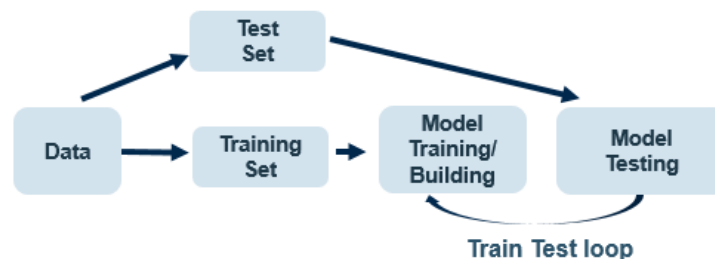 Test
Set
Data
Training
Set
Model
Training/
Building
Model
Testing
Train Test loop